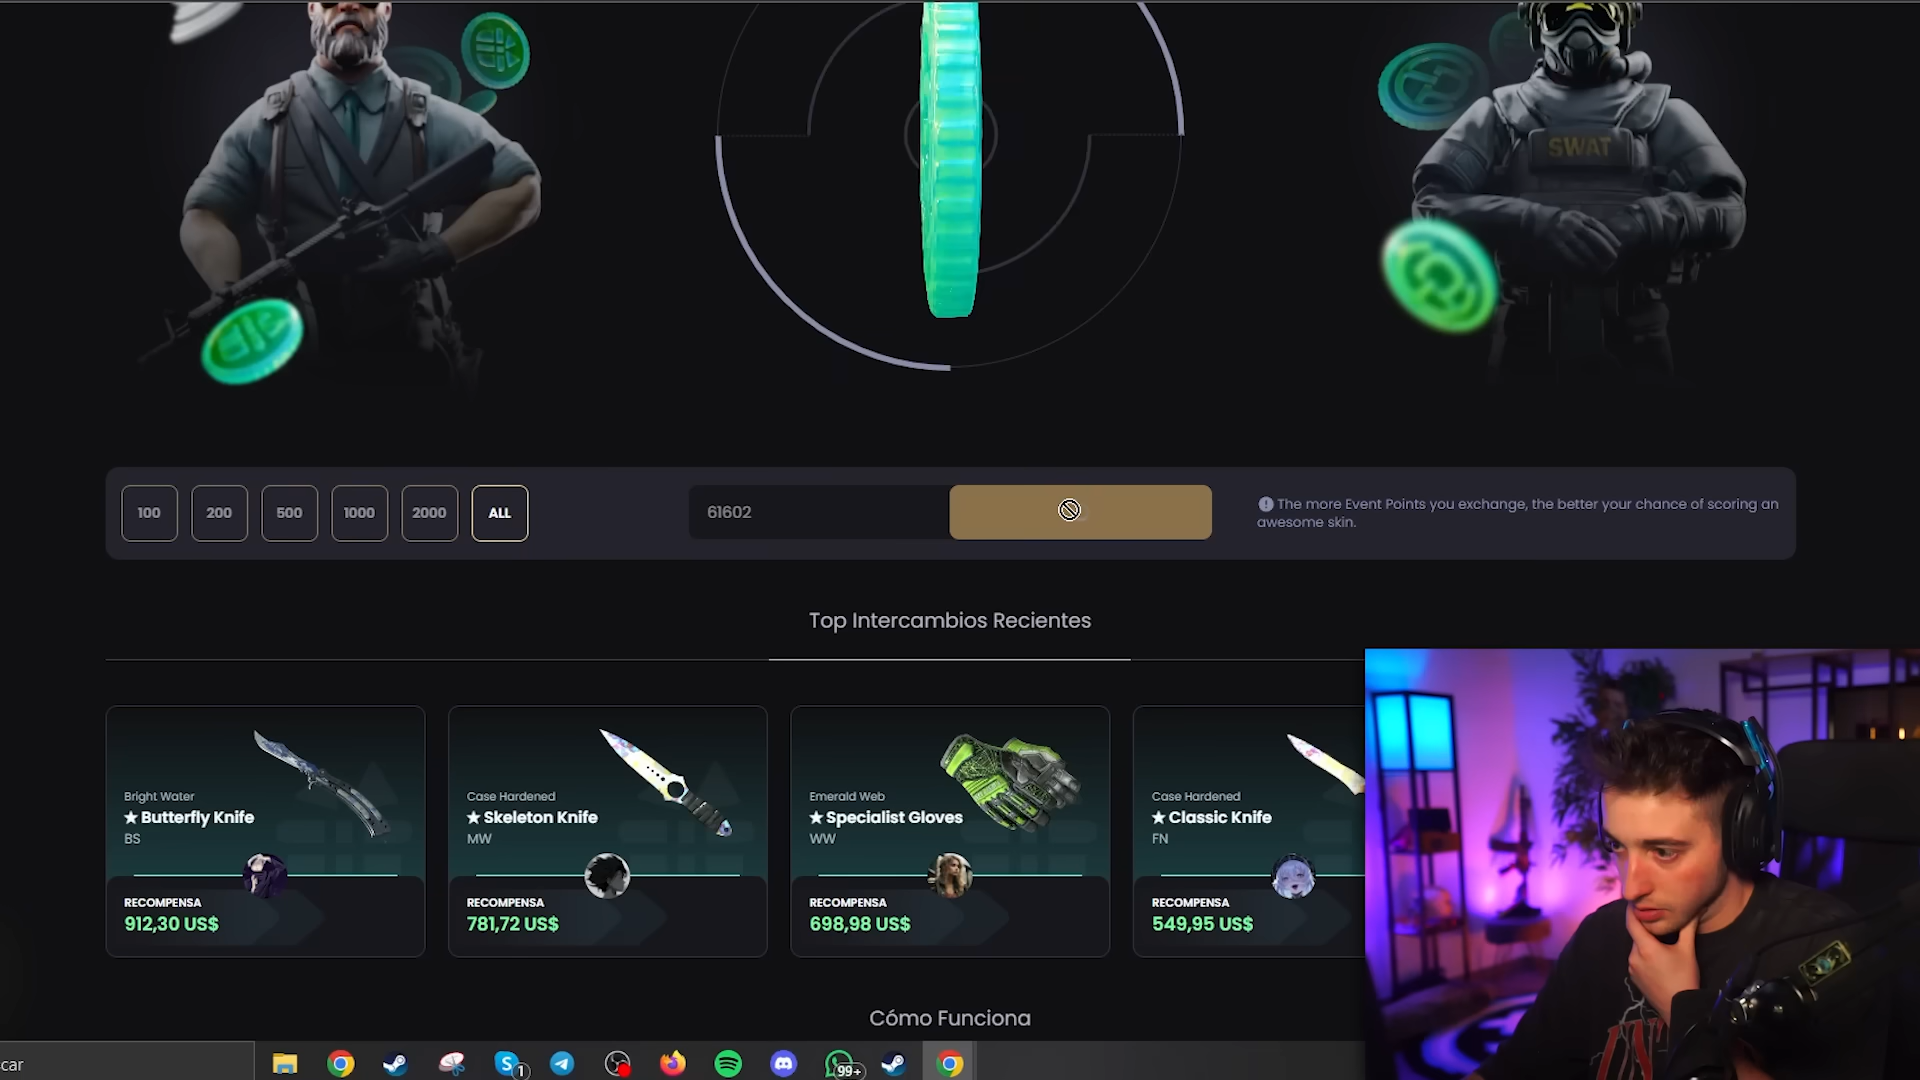 SWAT
100
200
500
1000
2000
ALL
61602
The more Event Points you exchange, the better your chance of scoring an
awesome skin.
Top Intercambios Recientes
Bright Water
★ Butterfly Knife
BS
RECOMPENSA
912,30 US$
Case Hardened
★ Skeleton Knife
MW
RECOMPENSA
781,72 US$
Emerald Web
★ Specialist Gloves
WW
RECOMPENSA
698,98 US$
Case Hardened
★ Classic Knife
FN
RECOMPENSA
549,95 US$
Cómo Funciona
car
1
99+